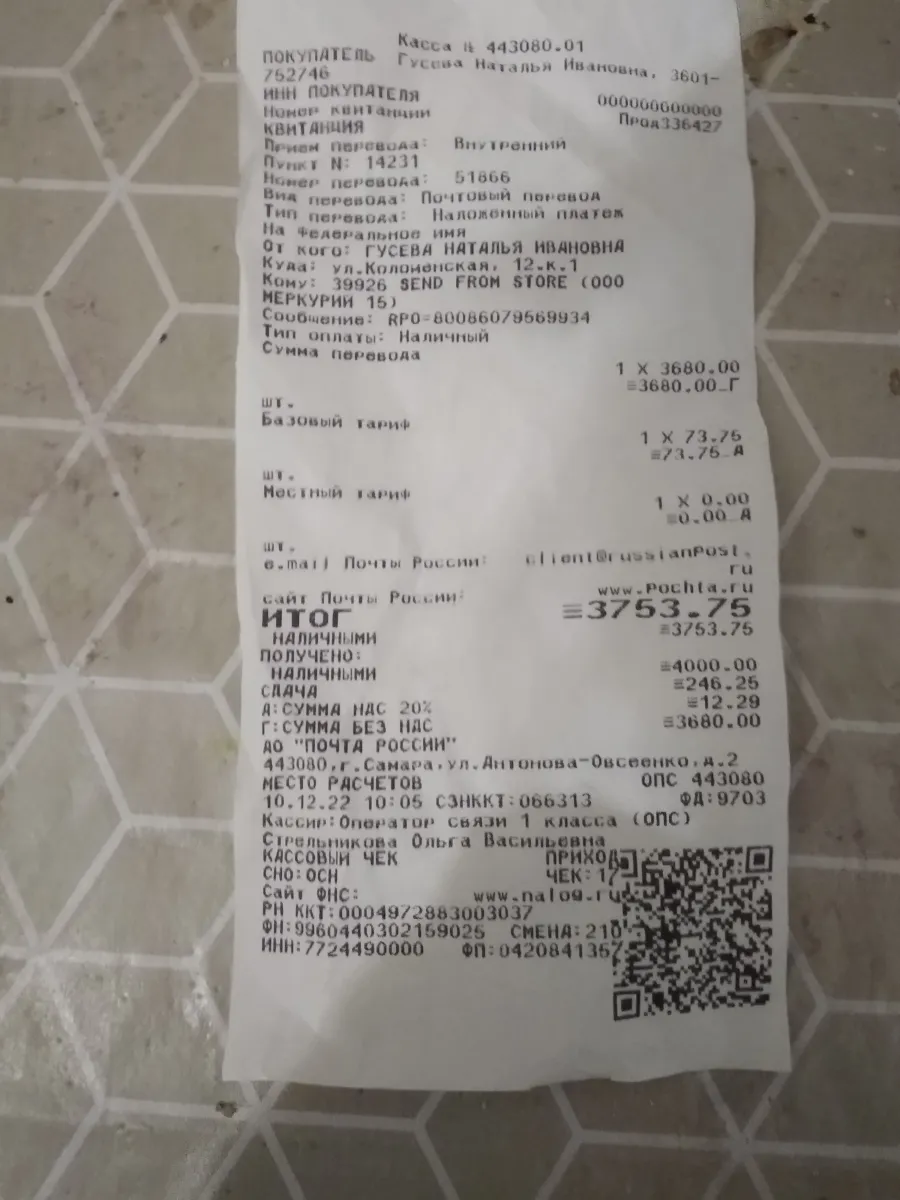 Касса № 443080.01
ПОКУПАТЕЛЬ Гусева Наталья Ивановна, 3601-
752746
ИНН ПОКУПАТЕЛЯ 000000000000
Номер квитанции Прод336427
КВИТАНЦИЯ
Прием перевода: Внутренний
Пункт N: 14231
Номер перевода: 51866
Вид перевода: Почтовый перевод
Тип перевода: Наложенный платеж
На Федеральное имя
От кого: ГУСЕВА НАТАЛЬЯ ИВАНОВНА
Куда: ул.Коломенская, 12.к.1
Кому: 39926 SEND FROM STORE (ООО
МЕРКУРИЙ 15)
Сообщение: RPO=80086079569934
Тип оплаты: Наличный
Сумма перевода
1 X 3680.00
≡3680.00_Г
шт.
Базовый тариф
1 X 73.75
≡73.75_А
шт.
Местный тариф
1 X 0.00
≡0.00_А
шт.
e.mail Почты России: client@russianPost.
ru
сайт Почты России: www.Pochta.ru
ИТОГ ≡3753.75
НАЛИЧНЫМИ ≡3753.75
ПОЛУЧЕНО:
НАЛИЧНЫМИ ≡4000.00
СДАЧА ≡246.25
А:СУММА НДС 20% ≡12.29
Г:СУММА БЕЗ НДС ≡3680.00
АО "ПОЧТА РОССИИ"
443080,г.Самара,ул.Антонова-Овсеенко,д.2
МЕСТО РАСЧЕТОВ ОПС 443080
10.12.22 10:05 СЗНККТ:066313 ФД:9703
Кассир:Оператор связи 1 класса (ОПС)
Стрельникова Ольга Васильевна
КАССОВЫЙ ЧЕК ПРИХОД
СНО:ОСН ЧЕК:17
Сайт ФНС: www.nalog.ru
РН ККТ:0004972883003037
ФН:9960440302159025 СМЕНА:210
ИНН:7724490000 ФП:0420841367